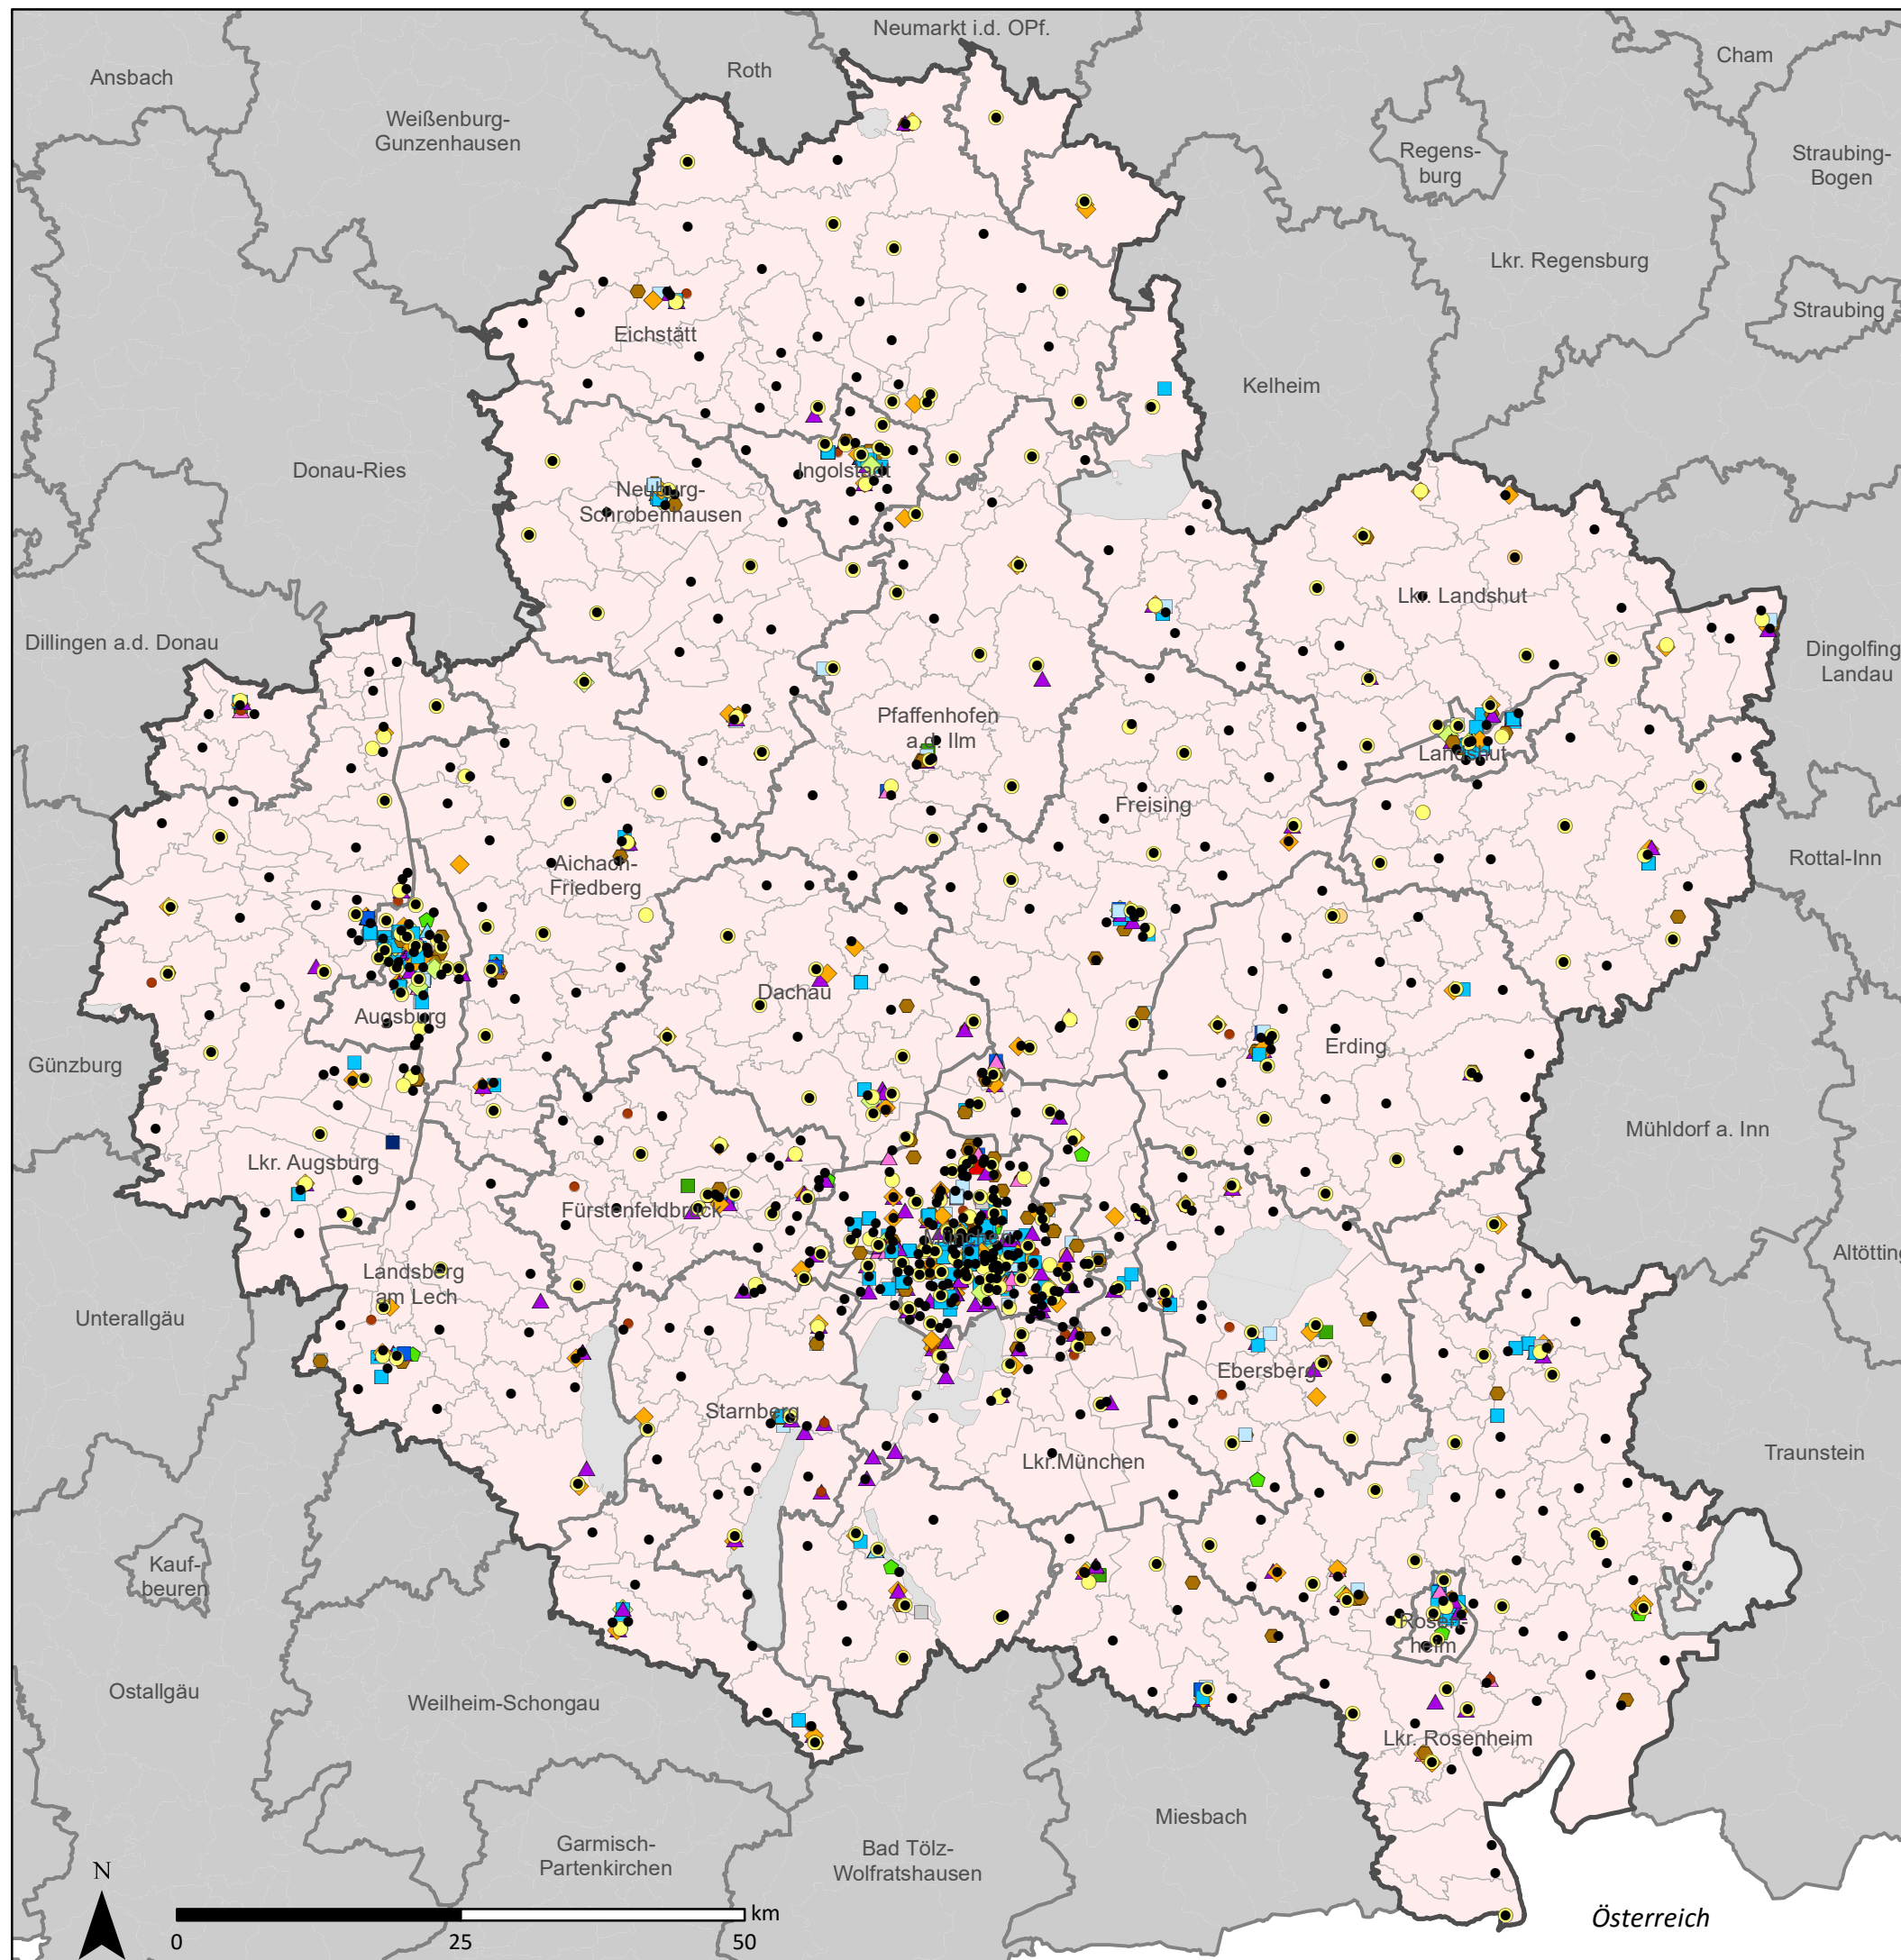 Neumarkt i.d. OPf.
Cham
Ansbach
Roth
Weißenburg-
Gunzenhausen
Regens-
burg
Straubing-
Bogen
Lkr. Regensburg
Straubing
Eichstätt
Kelheim
Donau-Ries
Ingolstadt
Neuburg-
Schrobenhausen
Lkr. Landshut
Dillingen a.d. Donau
Dingolfing
Landau
Pfaffenhofen
a.d. Ilm
Landshut
Freising
Aichach-
Friedberg
Rottal-Inn
Dachau
Augsburg
Günzburg
Erding
Mühldorf a. Inn
Lkr. Augsburg
Fürstenfeldbruck
München
Altötting
Landsberg
am Lech
Unterallgäu
Ebersberg
Starnberg
Lkr.München
Traunstein
Kauf-
beuren
Rosen-
heim
Ostallgäu
Weilheim-Schongau
Lkr. Rosenheim
Miesbach
Garmisch-
Partenkirchen
Bad Tölz-
Wolfratshausen
N
km
Österreich
0
25
50